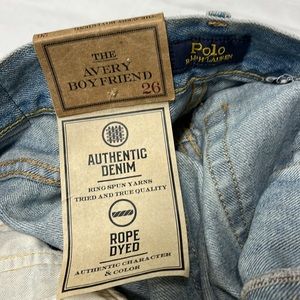 THE
AVERY
BOYFRIEND
26
Polo
RALPH LAUREN
AUTHENTIC
DENIM
RING SPUN YARNS
TRIED AND TRUE QUALITY
ROPE
DYED
AUTHENTIC CHARACTER
& COLOR